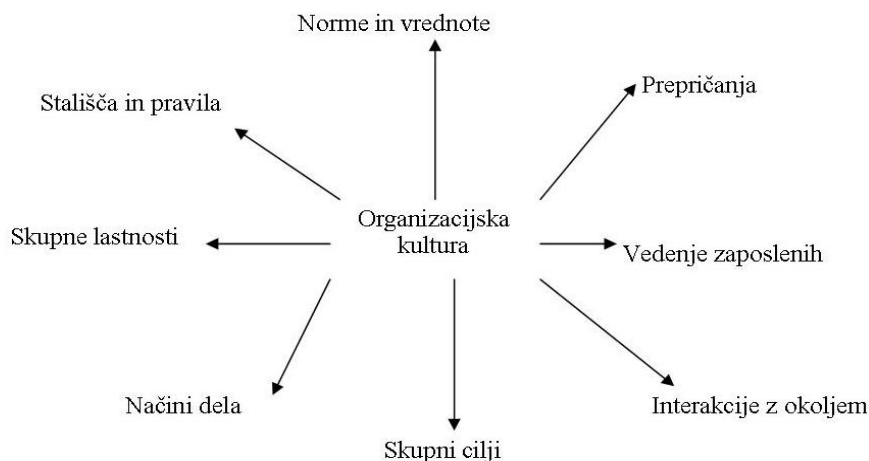 Norme in vrednote
Prepričanja
Stališča in pravila
Organizacijska
kultura
Skupne lastnosti
Vedenje zaposlenih
Načini dela
Interakcije z okoljem
Skupni cilji